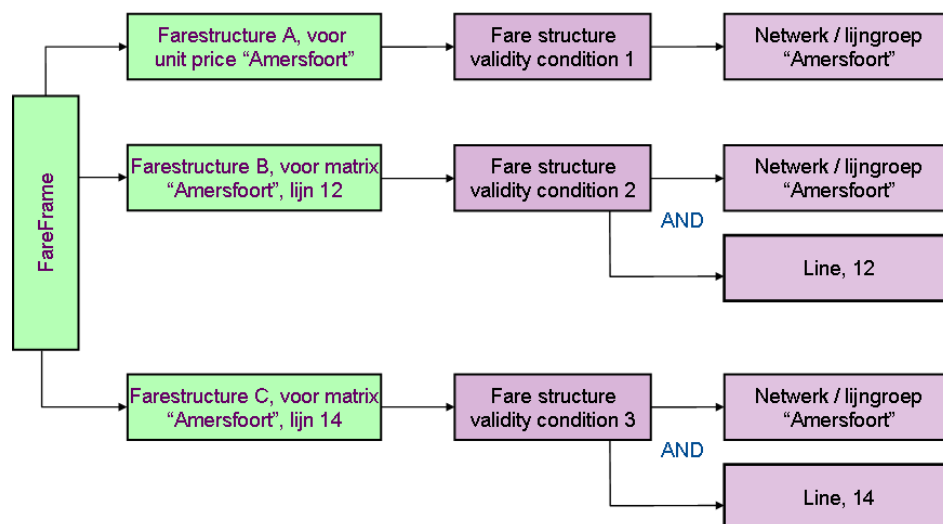 Farestructure A, voor
unit price “Amersfoort”
Fare structure
validity condition 1
Netwerk / lijngroep
“Amersfoort”
FareFrame
Farestructure B, voor matrix
“Amersfoort”, lijn 12
Fare structure
validity condition 2
Netwerk / lijngroep
“Amersfoort”
AND
Line, 12
Farestructure C, voor matrix
“Amersfoort”, lijn 14
Fare structure
validity condition 3
Netwerk / lijngroep
“Amersfoort”
AND
Line, 14